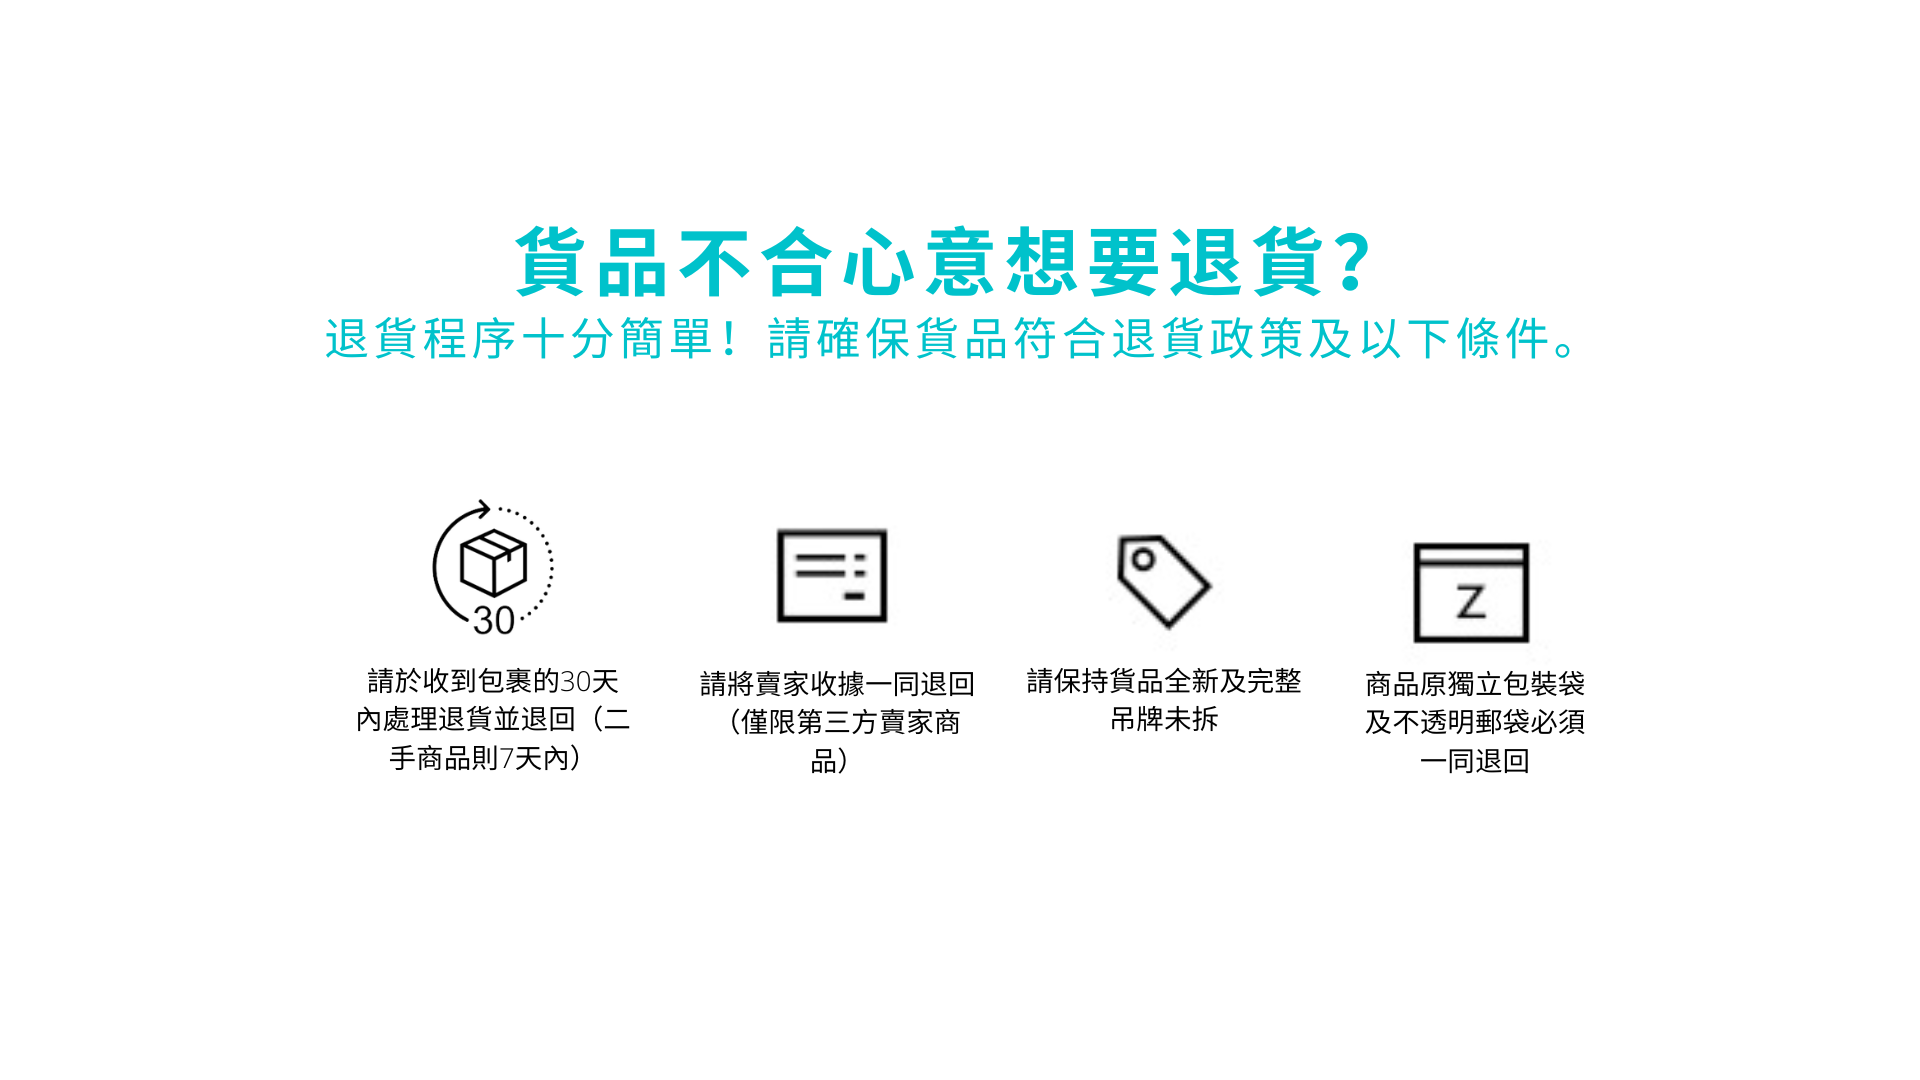 貨品不合心意想要退貨？
退貨程序十分簡單！請確保貨品符合退貨政策及以下條件。
30
請於收到包裹的30天
內處理退貨並退回（二
手商品則7天內）
請將賣家收據一同退回
（僅限第三方賣家商
品）
請保持貨品全新及完整
吊牌未拆
Z
商品原獨立包裝袋
及不透明郵袋必須
一同退回